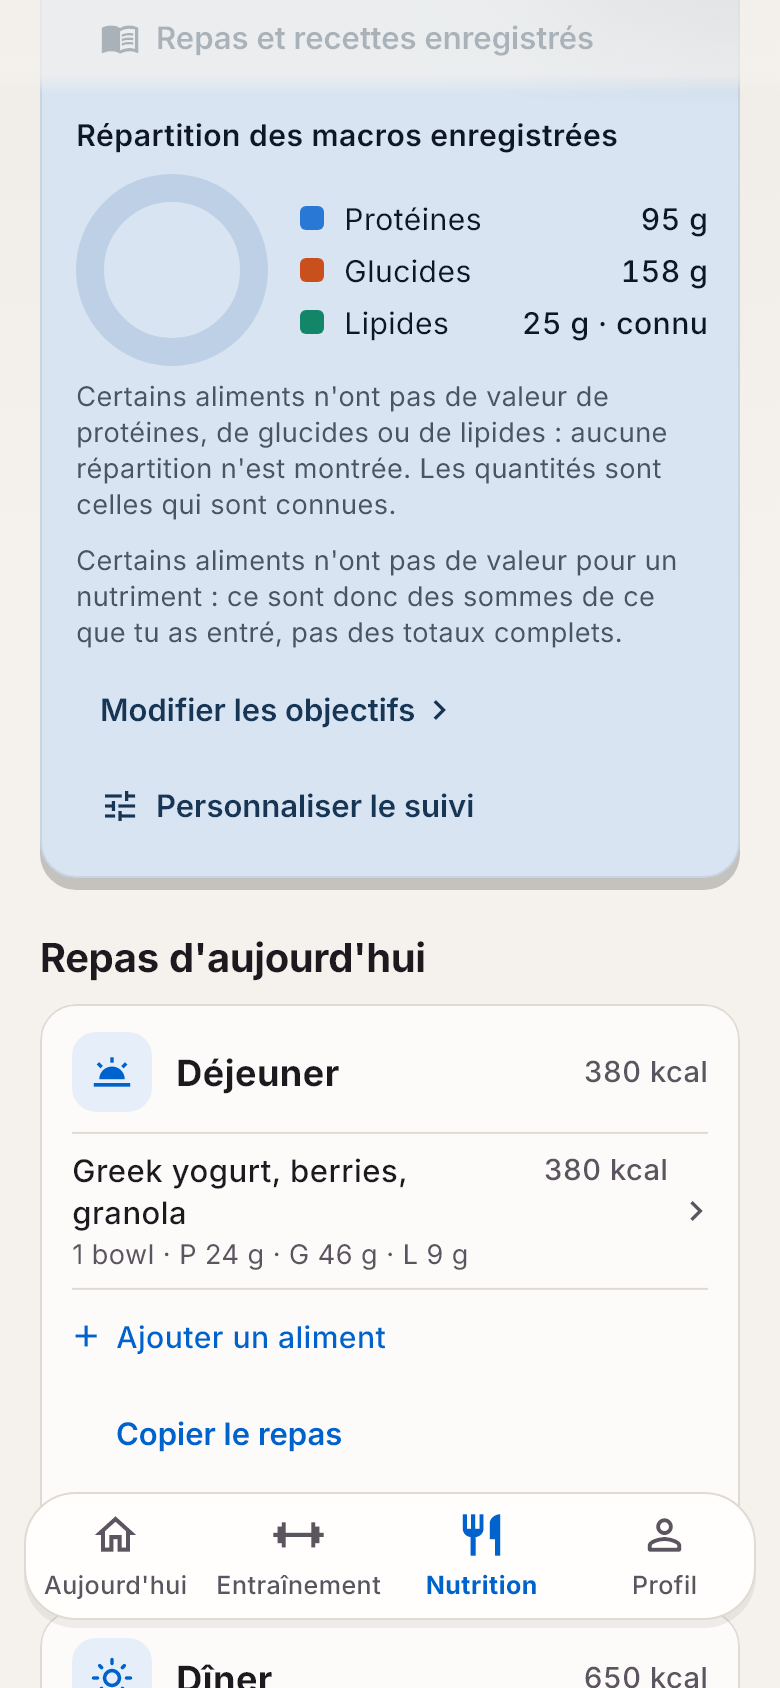 Repas et recettes enregistrés
Répartition des macros enregistrées
Protéines 95 g
Glucides 158 g
Lipides 25 g · connu
Certains aliments n'ont pas de valeur de
protéines, de glucides ou de lipides : aucune
répartition n'est montrée. Les quantités sont
celles qui sont connues.
Certains aliments n'ont pas de valeur pour un
nutriment : ce sont donc des sommes de ce
que tu as entré, pas des totaux complets.
Modifier les objectifs
Personnaliser le suivi
Repas d'aujourd'hui
Déjeuner 380 kcal
Greek yogurt, berries, 380 kcal
granola
1 bowl · P 24 g · G 46 g · L 9 g
+ Ajouter un aliment
Copier le repas
Aujourd'hui Entraînement Nutrition Profil
Dîner 650 kcal